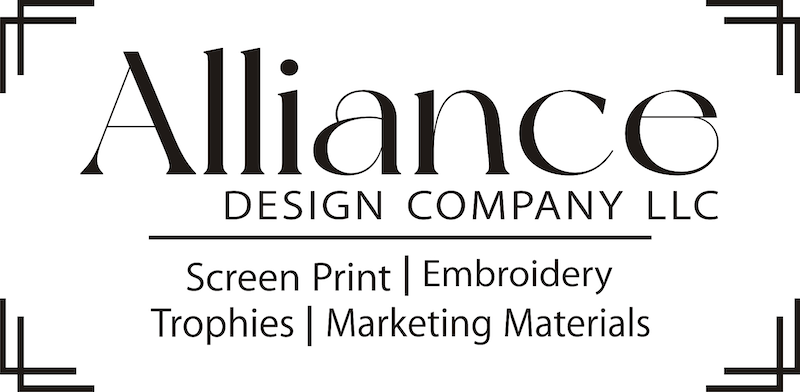 Alliance
DESIGN COMPANY LLC
Screen Print | Embroidery
Trophies | Marketing Materials